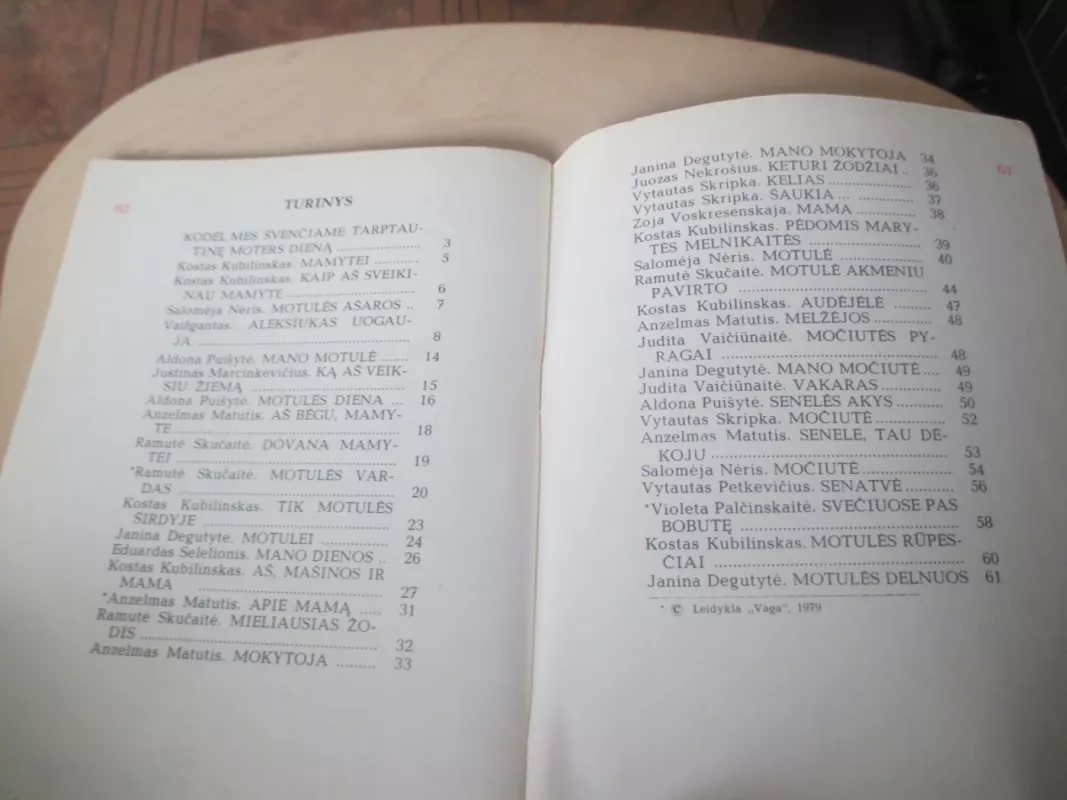 62
TURINYS
KODĖL MES ŠVENČIAME TARPTAU-
TINĘ MOTERS DIENĄ ................ 3
Kostas Kubilinskas. MAMYTEI ........... 5
Kostas Kubilinskas. KAIP AŠ SVEIKI-
NAU MAMYTĘ ........................ 6
Salomėja Nėris. MOTULĖS AŠAROS .. 7
Vaižgantas. ALEKSIUKAS UOGAU-
JA ........................ 8
Aldona Puišytė. MANO MOTULĖ ....... 14
Justinas Marcinkevičius. KĄ AŠ VEIK-
SIU ŽIEMĄ ........................ 15
Aldona Puišytė. MOTULĖS DIENA ... 16
Anzelmas Matutis. AŠ BĖGU, MAMY-
TE ........................ 18
Ramutė Skučaitė. DOVANA MAMY-
TEI ........................ 19
*Ramutė Skučaitė. MOTULĖS VAR-
DAS ........................ 20
Kostas Kubilinskas. TIK MOTULĖS
ŠIRDYJE ........................ 23
Janina Degutytė. MOTULEI ............ 24
Eduardas Selelionis. MANO DIENOS .. 26
Kostas Kubilinskas. AŠ, MAŠINOS IR
MAMA ........................ 27
*Anzelmas Matutis. APIE MAMĄ ..... 31
Ramutė Skučaitė. MIELIAUSIAS ŽO-
DIS ........................ 32
Anzelmas Matutis. MOKYTOJA ........ 33
63
Janina Degutytė. MANO MOKYTOJA 34
Juozas Nekrošius. KETURI ŽODŽIAI .. 36
Vytautas Skripka. KELIAS ................ 36
Vytautas Skripka. ŠAUKIA ... ............ 37
Zoja Voskresenskaja. MAMA ............ 38
Kostas Kubilinskas. PĖDOMIS MARY-
TĖS MELNIKAITĖS .................... 39
Salomėja Nėris. MOTULĖ ................ 40
Ramutė Skučaitė. MOTULĖ AKMENIU
PAVIRTO ........................ 44
Kostas Kubilinskas. AUDĖJĖLĖ ........ 47
Anzelmas Matutis. MELŽĖJOS ........... 48
Judita Vaičiūnaitė. MOČIUTĖS PY-
RAGAI ........................ 48
Janina Degutytė. MANO MOČIUTĖ .... 49
Judita Vaičiūnaitė. VAKARAS ........... 49
Aldona Puišytė. SENELĖS AKYS .......... 50
Vytautas Skripka. MOČIUTĖ ............. 52
Anzelmas Matutis. SENELE, TAU DĖ-
KOJU ........................ 53
Salomėja Nėris. MOČIUTĖ ................ 54
Vytautas Petkevičius. SENATVĖ .......... 56
*Violeta Palčinskaitė. SVEČIUOSE PAS
BOBUTĘ ........................ 58
Kostas Kubilinskas. MOTULĖS RŪPES-
ČIAI ........................ 60
Janina Degutytė. MOTULĖS DELNUOS 61
* © Leidykla „Vaga", 1979